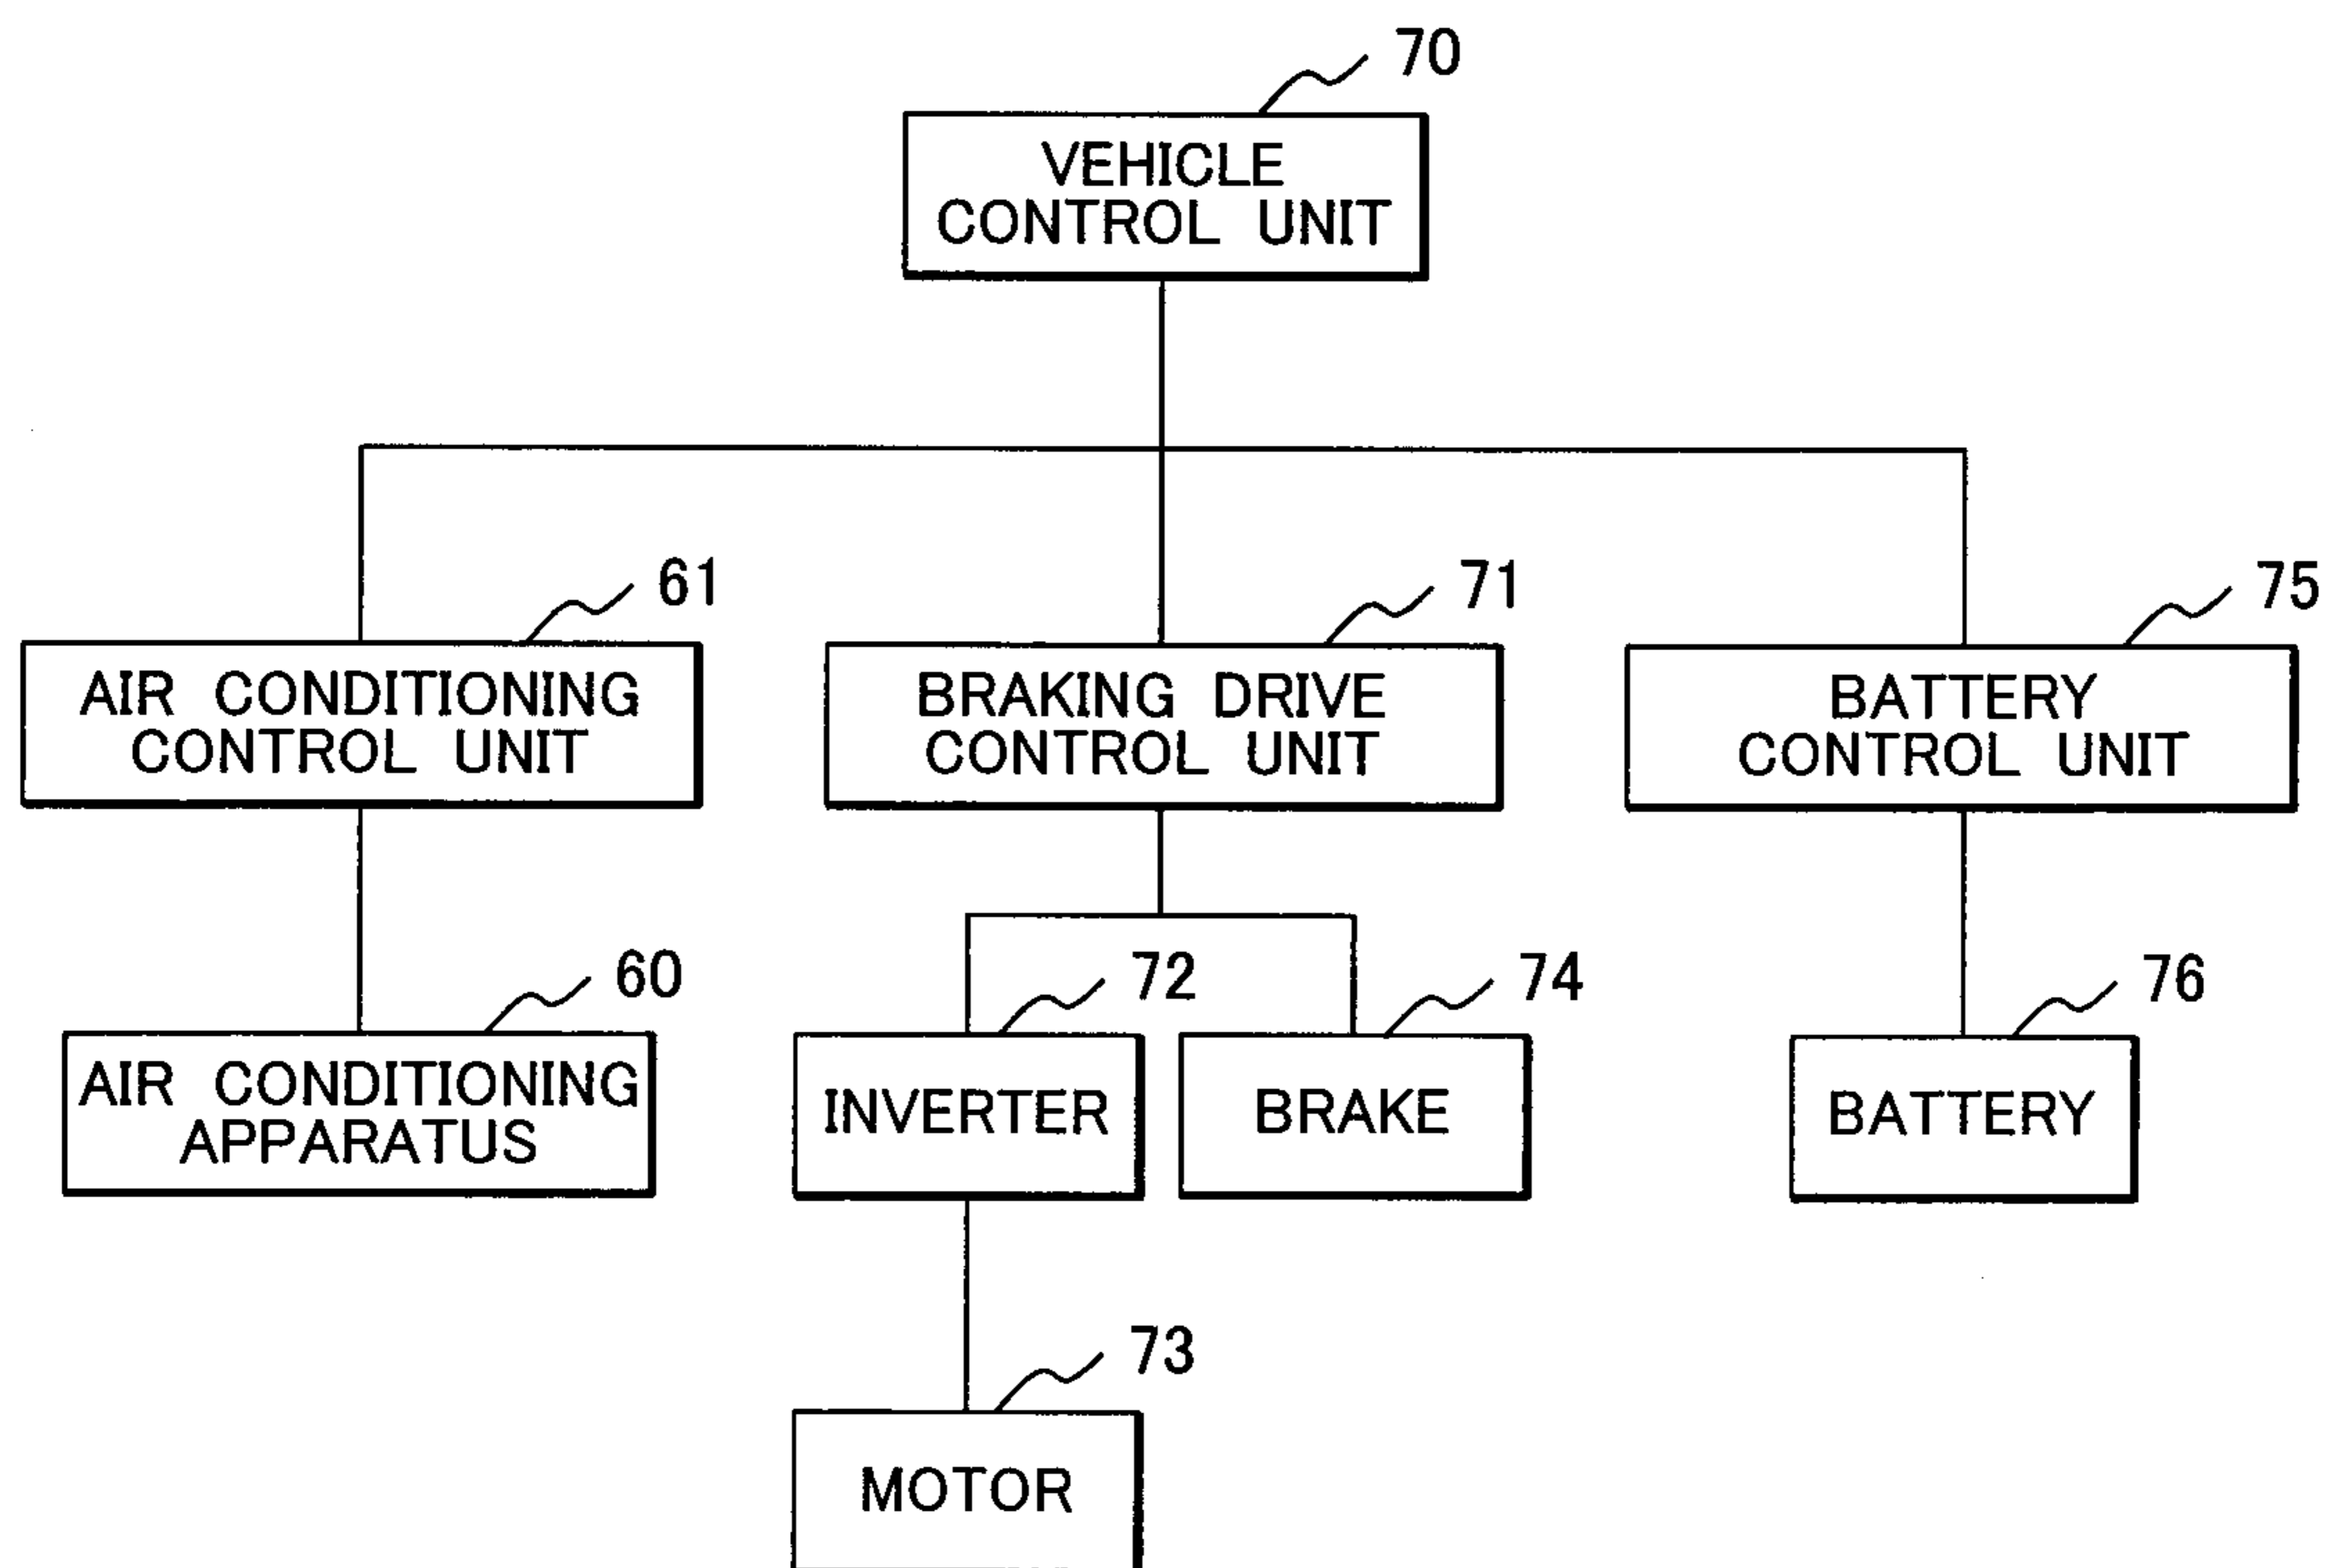 70
VEHICLE
CONTROL UNIT
61
AIR CONDITIONING
CONTROL UNIT
71
BRAKING DRIVE
CONTROL UNIT
75
BATTERY
CONTROL UNIT
60
AIR CONDITIONING
APPARATUS
72
INVERTER
74
BRAKE
76
BATTERY
73
MOTOR